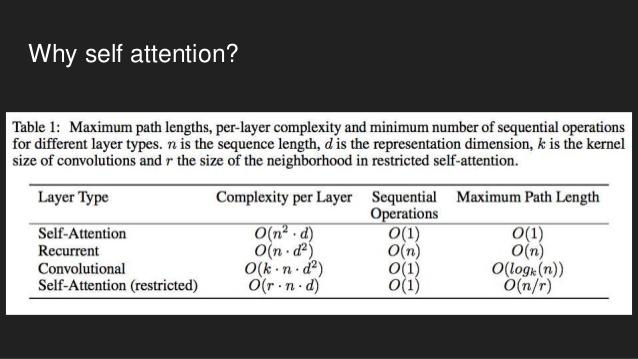 Why self attention?
Table 1: Maximum path lengths, per-layer complexity and minimum number of sequential operations
for different layer types. n is the sequence length, d is the representation dimension, k is the kernel
size of convolutions and r the size of the neighborhood in restricted self-attention.
Layer Type Complexity per Layer Sequential Maximum Path Length
Operations
Self-Attention O(n² · d) O(1) O(1)
Recurrent O(n · d²) O(n) O(n)
Convolutional O(k · n · d²) O(1) O(logₖ(n))
Self-Attention (restricted) O(r · n · d) O(1) O(n/r)